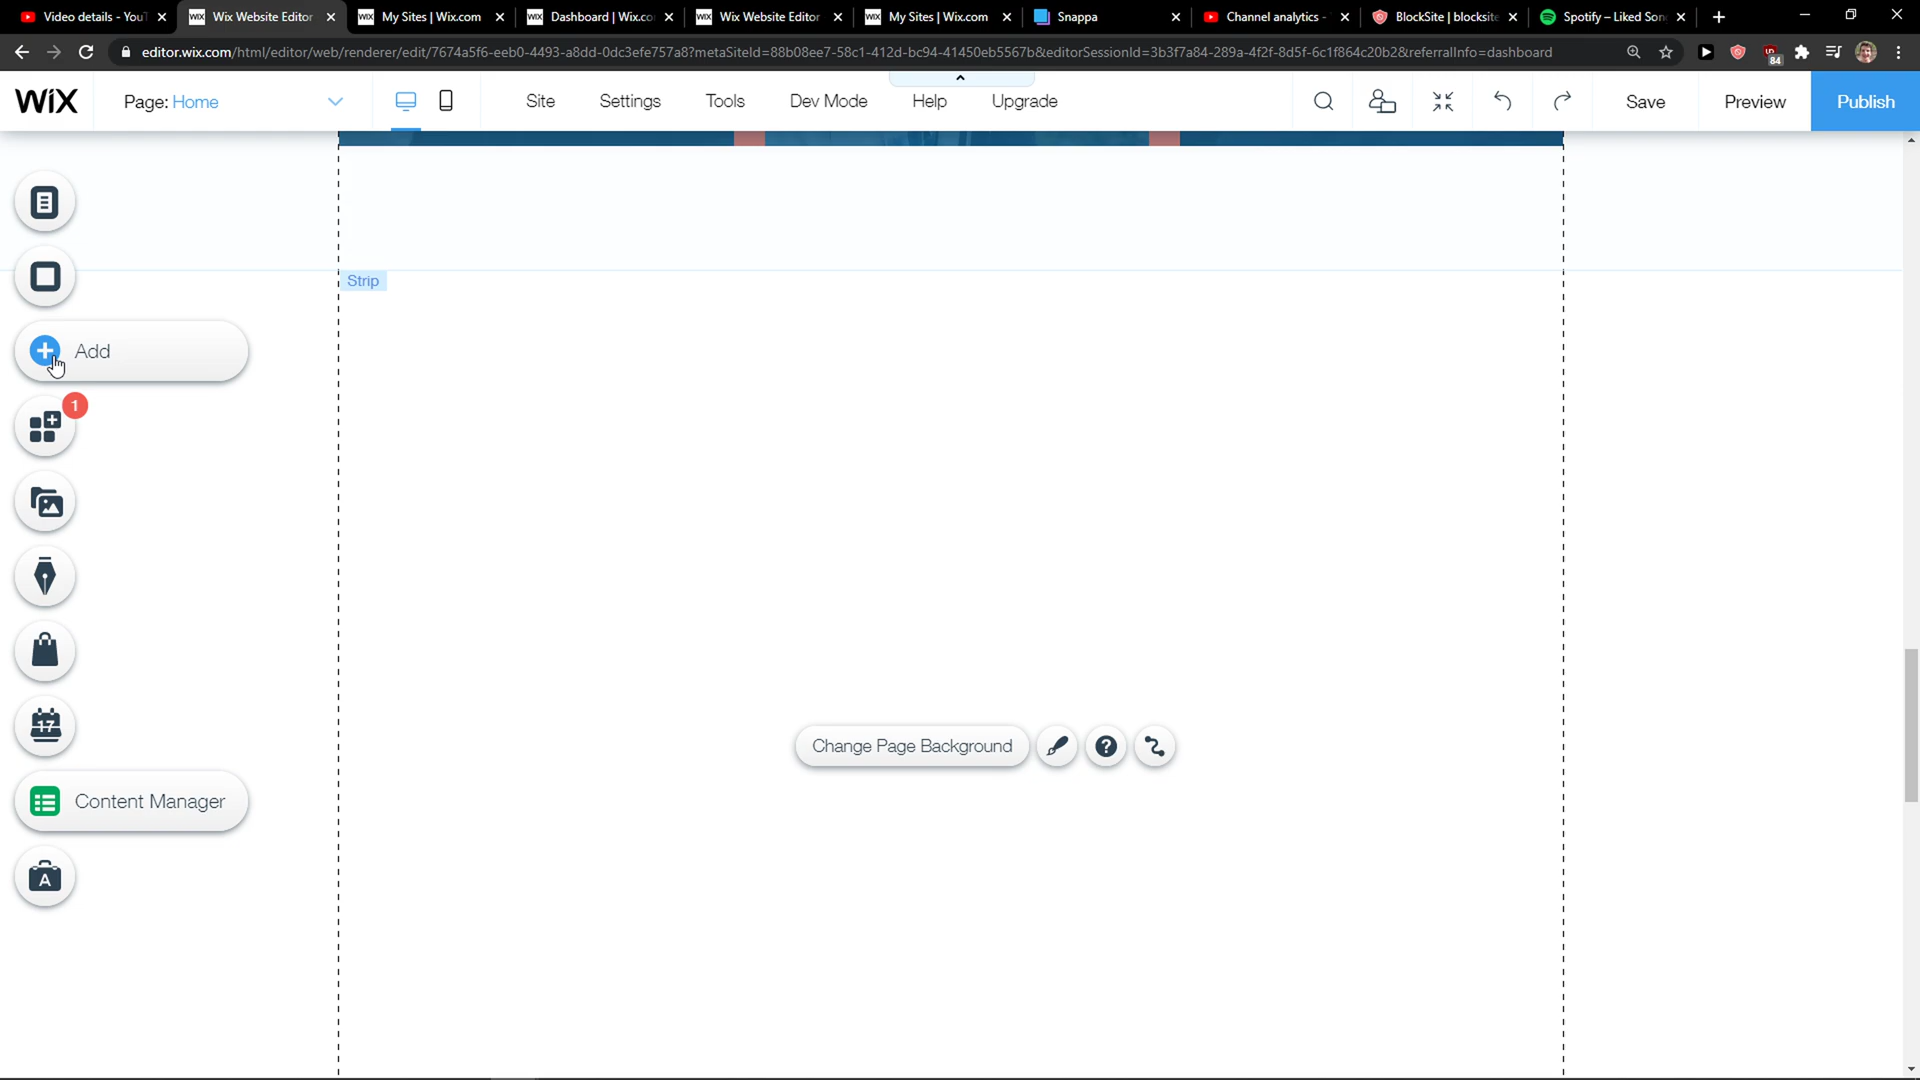 Video details - YouT
Wix Website Editor
My Sites | Wix.com
Dashboard | Wix.co
Wix Website Editor
My Sites | Wix.com
Snappa
Channel analytics -
BlockSite | blocksite
Spotify – Liked Son
editor.wix.com/html/editor/web/renderer/edit/7674a5f6-eeb0-4493-a8dd-0dc3efe757a8?metaSiteId=88b08ee7-58c1-412d-bc94-41450eb5567b&editorSessionId=3b3f7a84-289a-4f2f-8d5f-6c1f864c20b2&referralInfo=dashboard
84
WiX
Page: Home
Site
Settings
Tools
Dev Mode
Help
Upgrade
Save
Preview
Publish
Strip
Add
1
17
Change Page Background
?
Content Manager
A